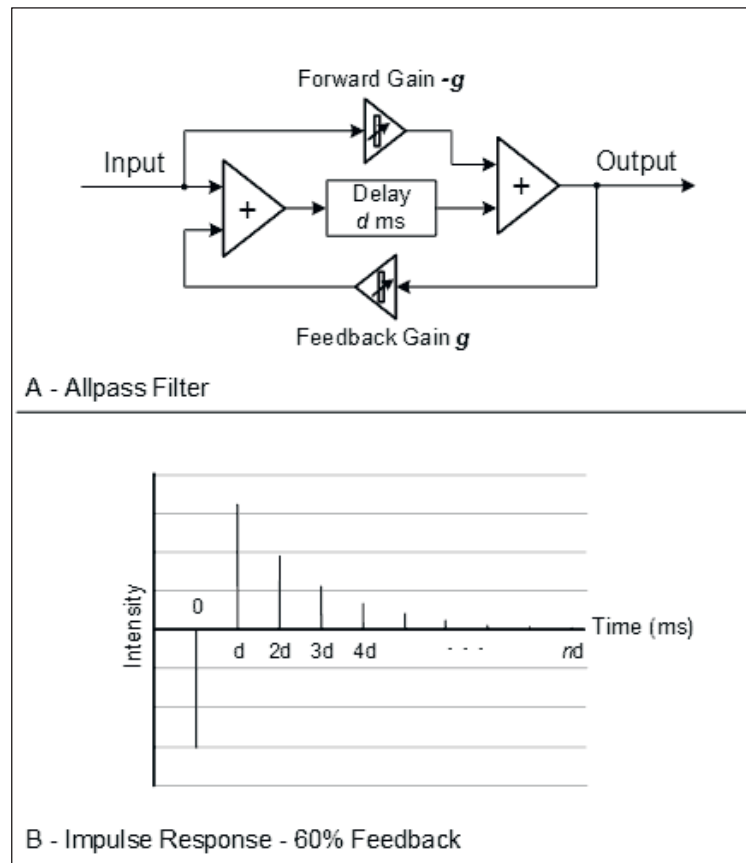 Forward Gain -g
Input
Output
+
Delay
d ms
+
Feedback Gain g
A - Allpass Filter
Intensity
0
Time (ms)
d 2d 3d 4d . . . nd
B - Impulse Response - 60% Feedback